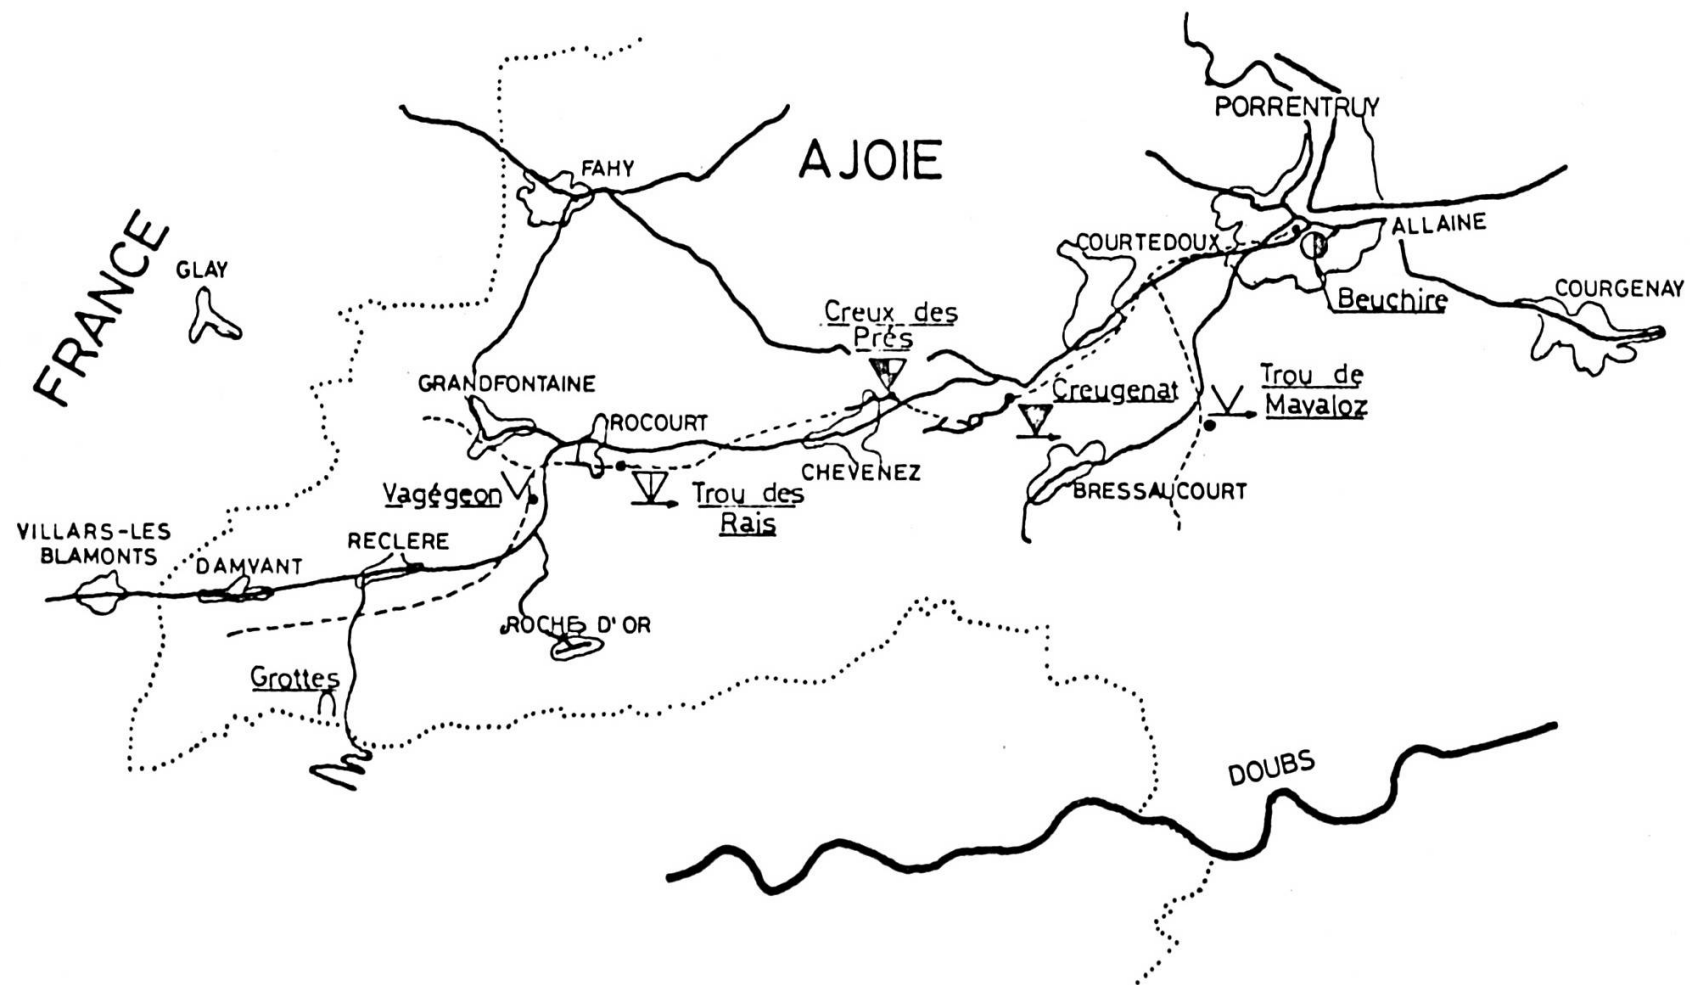 PORRENTRUY
AJOIE
FAHY
FRANCE
GLAY
COURTEDOUX
ALLAINE
COURGENAY
Beuchire
Creux des
Prés
GRANDFONTAINE
ROCOURT
Creugenat
Trou de
Mavaloz
CHEVENEZ
BRESSAUCOURT
Vagégeon
Trou des
Rais
VILLARS-LES
BLAMONTS
DAMVANT
RECLERE
ROCHE D'OR
Grottes
DOUBS